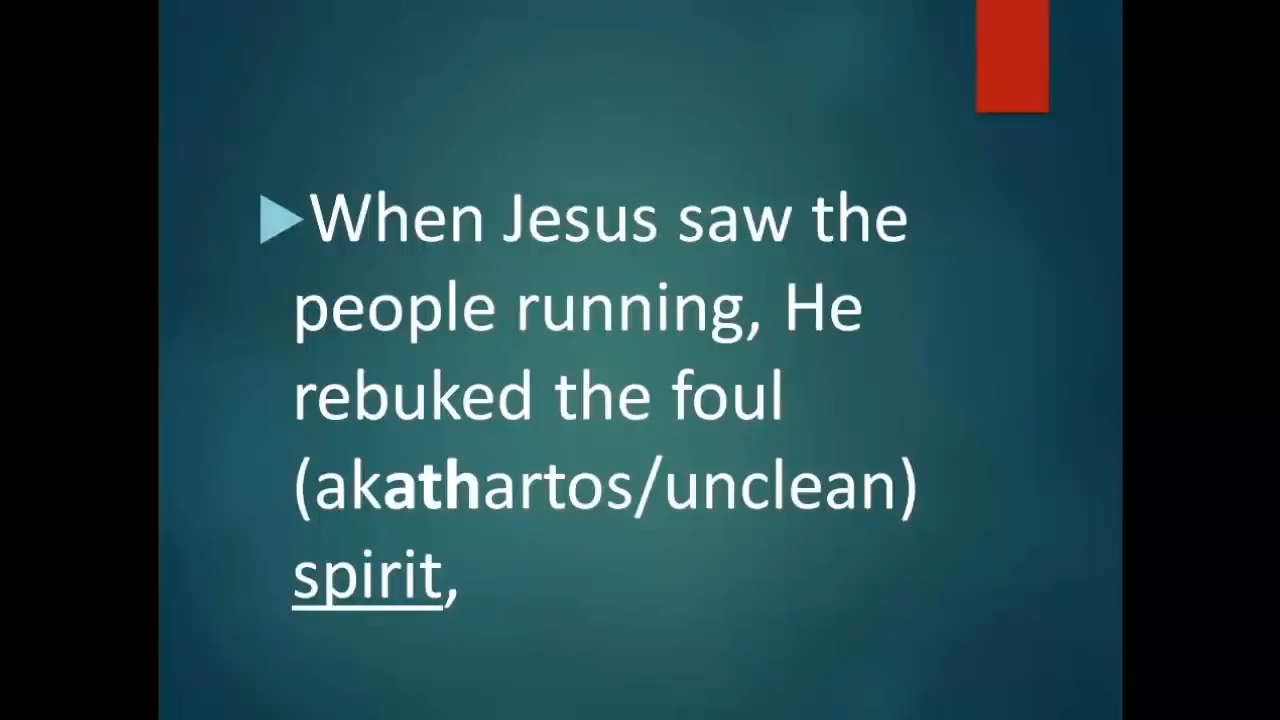 When Jesus saw the
people running, He
rebuked the foul
(akathartos/unclean)
spirit,